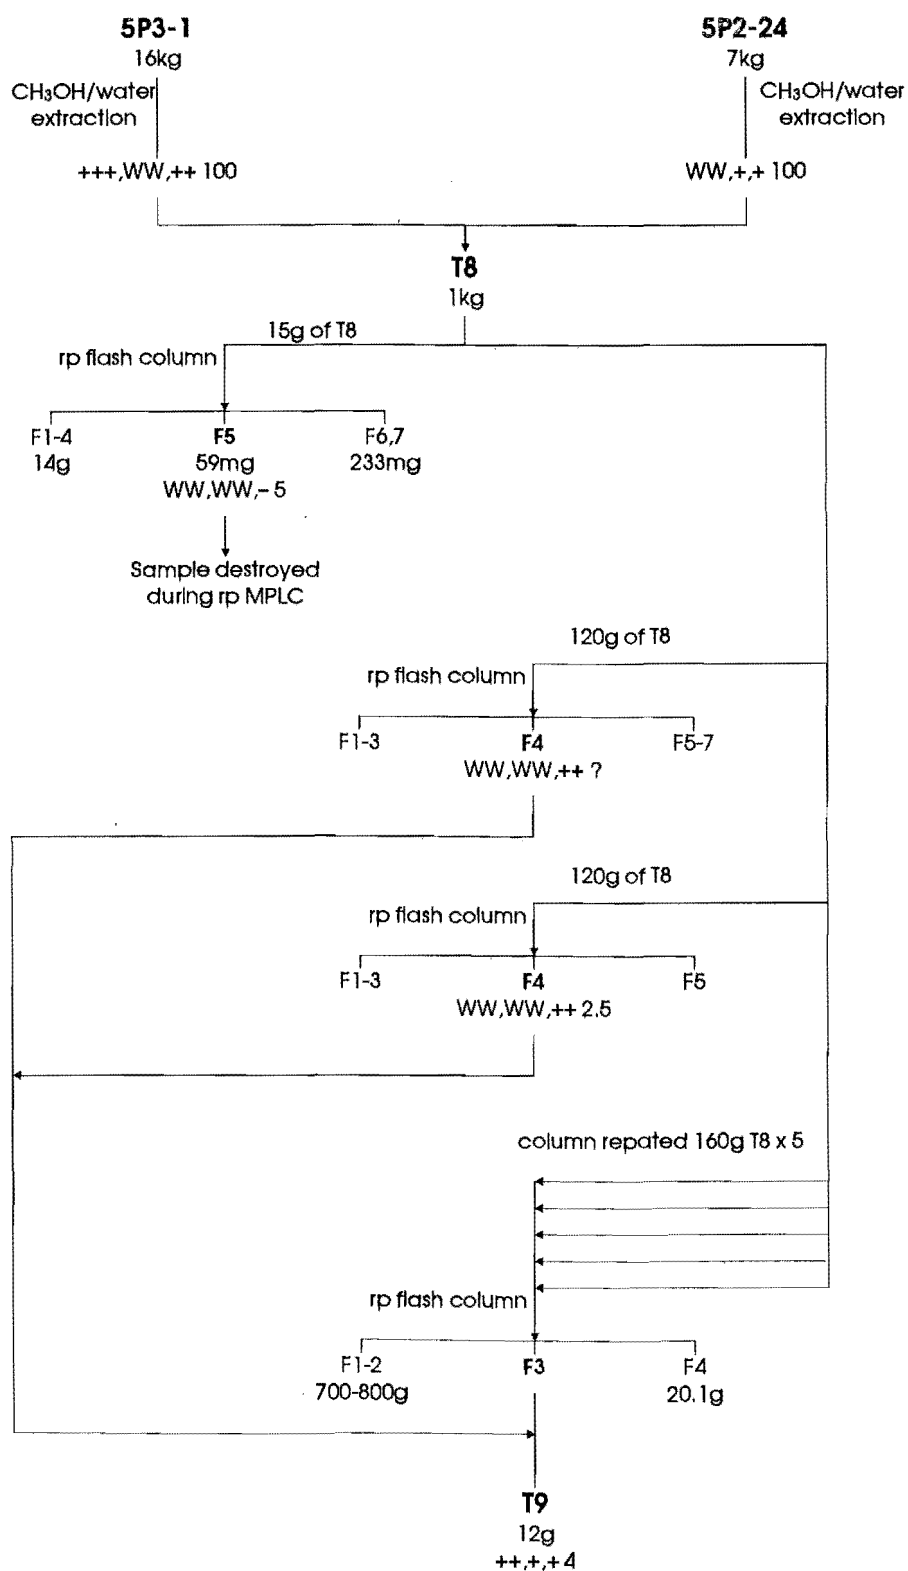 5P3-1
16kg
CH₃OH/water
extraction
+++,WW,++ 100
5P2-24
7kg
CH₃OH/water
extraction
WW,+,+ 100
T8
1kg
15g of T8
rp flash column
F1-4
14g
F5
59mg
WW,WW,– 5
F6,7
233mg
Sample destroyed
during rp MPLC
120g of T8
rp flash column
F1-3
F4
WW,WW,++ ?
F5-7
120g of T8
rp flash column
F1-3
F4
WW,WW,++ 2.5
F5
column repated 160g T8 x 5
rp flash column
F1-2
700-800g
F3
F4
20.1g
T9
12g
++,+,+ 4